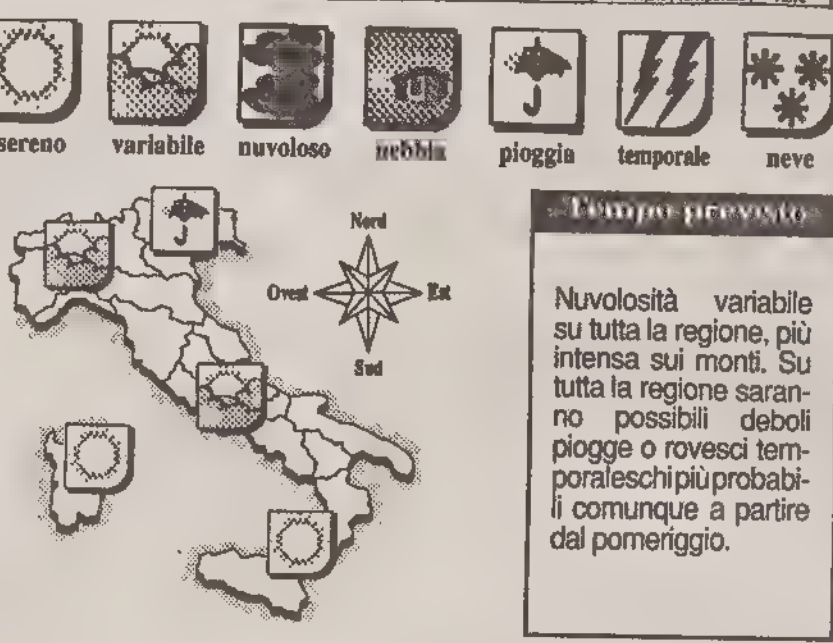 sereno
variabile
nuvoloso
nebbia
pioggia
temporale
neve
Nord
Ovest
Est
Sud
Tempo previsto
Nuvolosità variabile
su tutta la regione, più
intensa sui monti. Su
tutta la regione saran-
no possibili deboli
piogge o rovesci tem-
poraleschi più probabi-
li comunque a partire
dal pomeriggio.